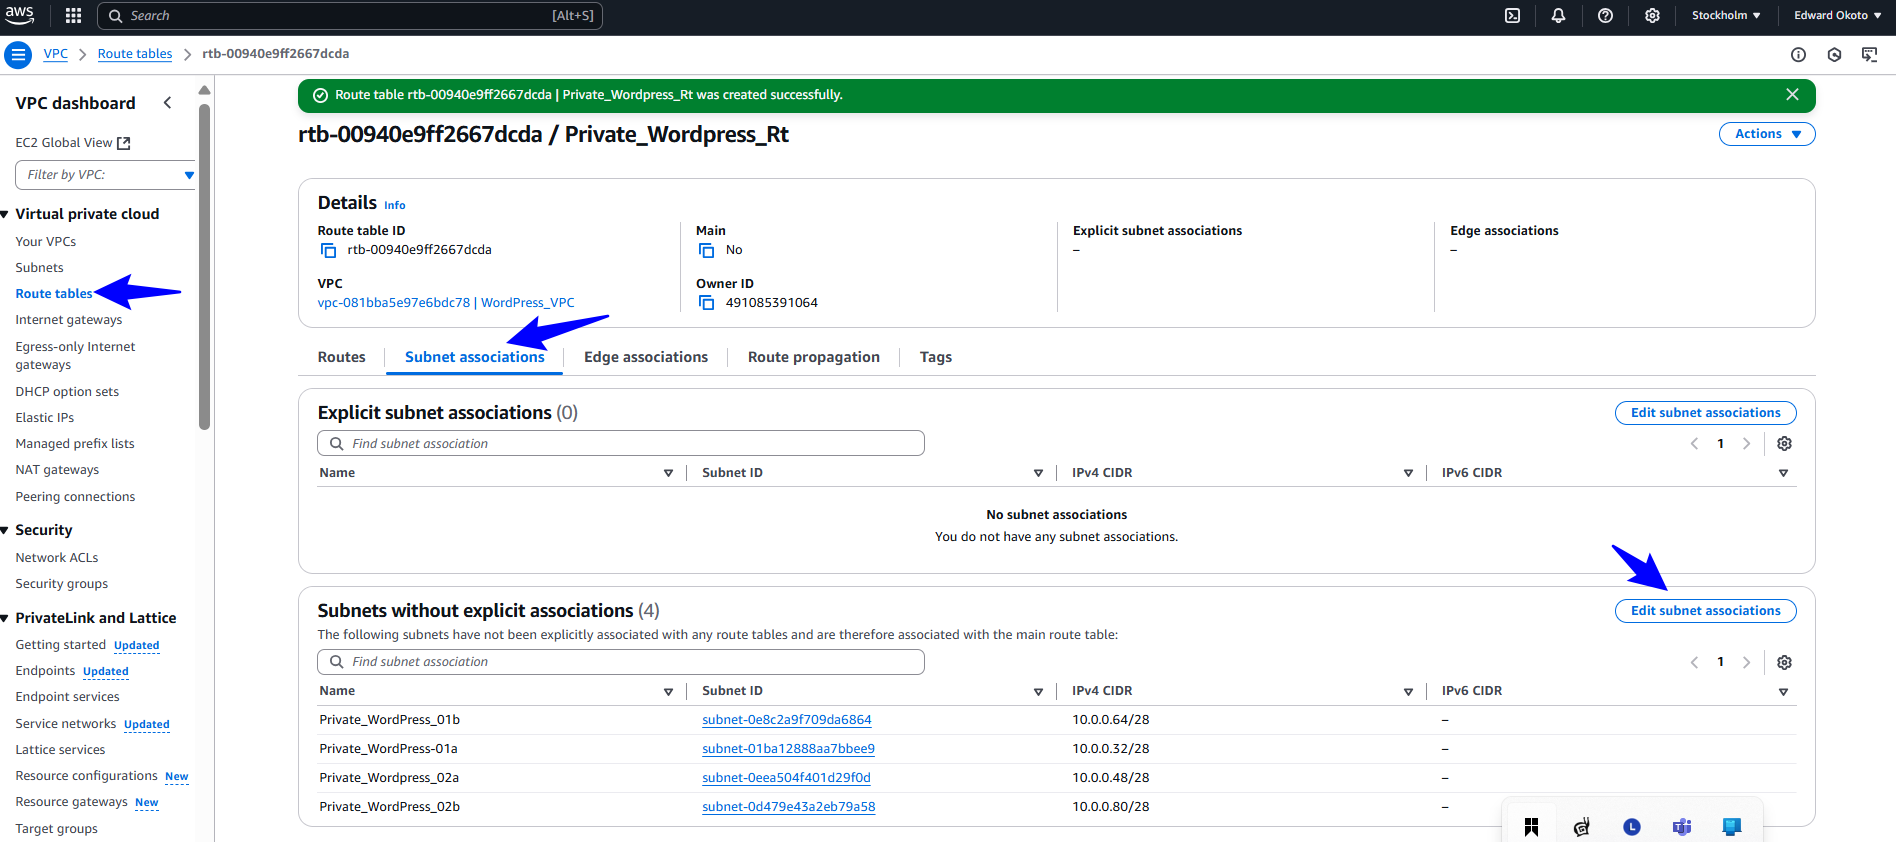 aws
Search [Alt+S]
Stockholm Edward Okoto
VPC Route tables rtb-00940e9ff2667dcda
VPC dashboard
EC2 Global View
Filter by VPC:
Virtual private cloud
Your VPCs
Subnets
Route tables
Internet gateways
Egress-only Internet
gateways
DHCP option sets
Elastic IPs
Managed prefix lists
NAT gateways
Peering connections
Security
Network ACLs
Security groups
PrivateLink and Lattice
Getting started Updated
Endpoints Updated
Endpoint services
Service networks Updated
Lattice services
Resource configurations New
Resource gateways New
Target groups
Route table rtb-00940e9ff2667dcda | Private_Wordpress_Rt was created successfully.
rtb-00940e9ff2667dcda / Private_Wordpress_Rt
Actions
Details Info
Route table ID
rtb-00940e9ff2667dcda
Main
No
Explicit subnet associations
–
Edge associations
–
VPC
vpc-081bba5e97e6bdc78 | WordPress_VPC
Owner ID
491085391064
Routes Subnet associations Edge associations Route propagation Tags
Explicit subnet associations (0)
Edit subnet associations
Find subnet association
1
Name Subnet ID IPv4 CIDR IPv6 CIDR
No subnet associations
You do not have any subnet associations.
Subnets without explicit associations (4)
Edit subnet associations
The following subnets have not been explicitly associated with any route tables and are therefore associated with the main route table:
Find subnet association
1
Name Subnet ID IPv4 CIDR IPv6 CIDR
Private_WordPress_01b subnet-0e8c2a9f709da6864 10.0.0.64/28 –
Private_WordPress-01a subnet-01ba12888aa7bbee9 10.0.0.32/28 –
Private_Wordpress_02a subnet-0eea504f401d29f0d 10.0.0.48/28 –
Private_WordPress_02b subnet-0d479e43a2eb79a58 10.0.0.80/28 –
L